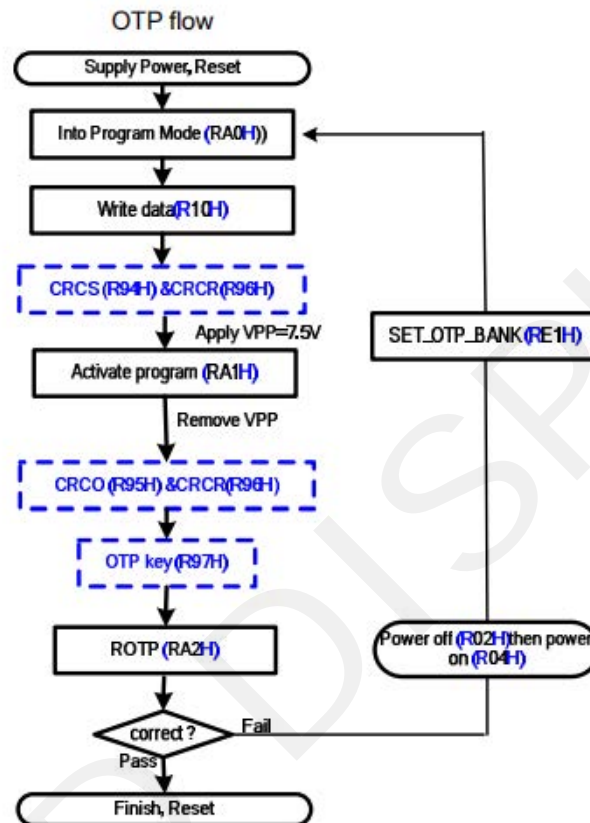 OTP flow
Supply Power, Reset
Into Program Mode (RA0H))
Write data(R10H)
CRCS (R94H) &CRCR(R96H)
Apply VPP=7.5V
SET_OTP_BANK (RE1H)
Activate program (RA1H)
Remove VPP
CRCO (R95H) &CRCR(R96H)
OTP key(R97H)
ROTP (RA2H)
Power off (R02H)then power
on (R04H)
correct ?
Fail
Pass
Finish, Reset
D DISP